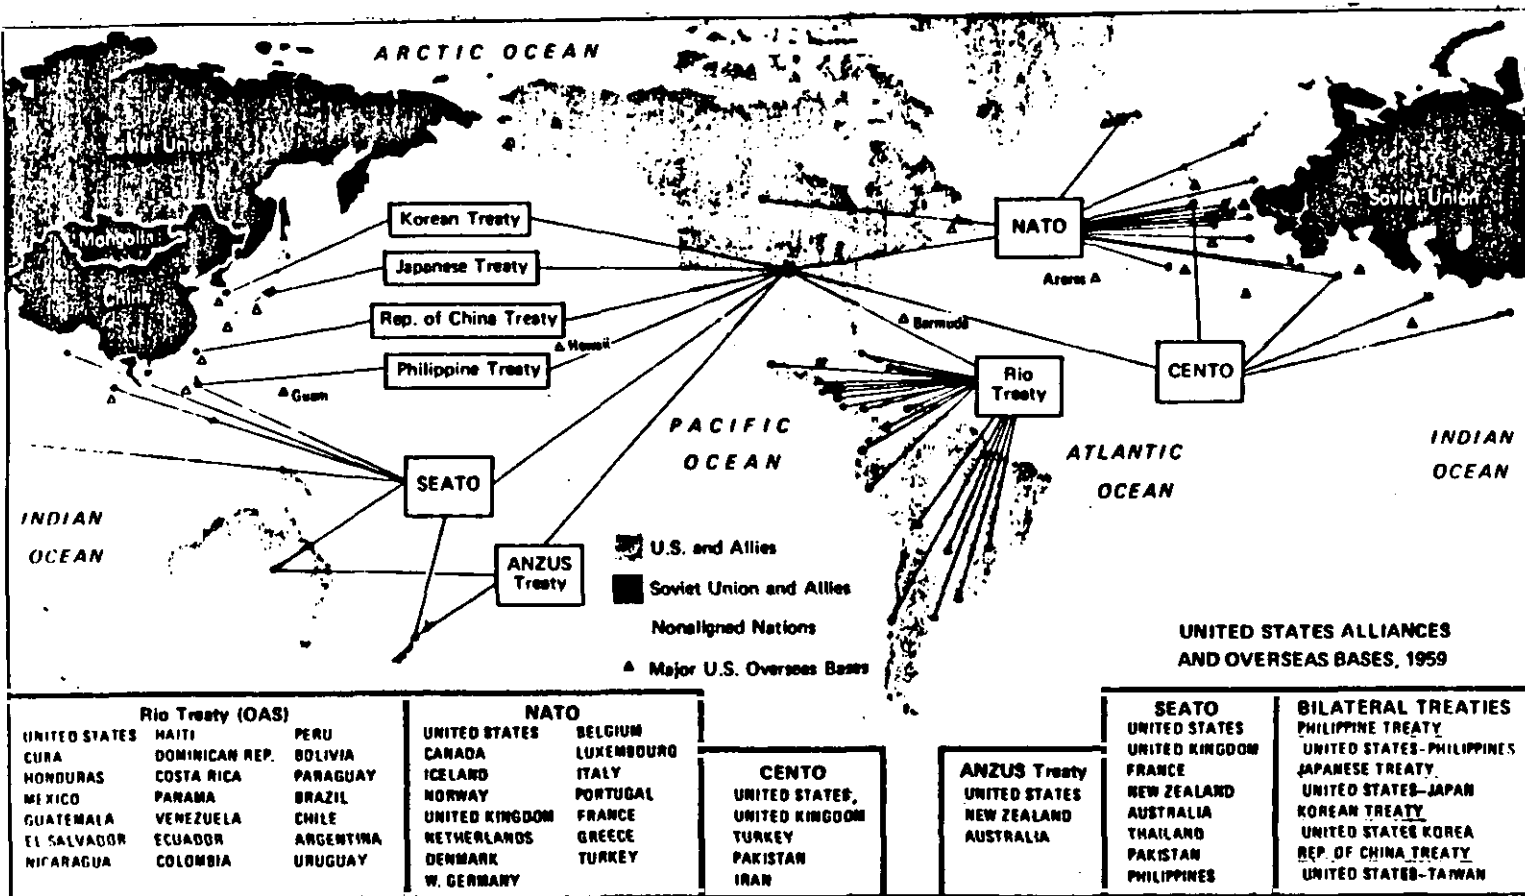 ARCTIC OCEAN
Soviet Union
Mongolia
China
Korean Treaty
Japanese Treaty
Rep. of China Treaty
Philippine Treaty
Hawaii
Guam
NATO
Soviet Union
Azores
Bermuda
CENTO
Rio
Treaty
PACIFIC
OCEAN
ATLANTIC
OCEAN
INDIAN
OCEAN
SEATO
INDIAN
OCEAN
ANZUS
Treaty
U.S. and Allies
Soviet Union and Allies
Nonaligned Nations
Major U.S. Overseas Bases
UNITED STATES ALLIANCES
AND OVERSEAS BASES, 1959
Rio Treaty (OAS)
UNITED STATES HAITI PERU
CUBA DOMINICAN REP. BOLIVIA
HONDURAS COSTA RICA PARAGUAY
MEXICO PANAMA BRAZIL
GUATEMALA VENEZUELA CHILE
EL SALVADOR ECUADOR ARGENTINA
NICARAGUA COLOMBIA URUGUAY
NATO
UNITED STATES BELGIUM
CANADA LUXEMBOURG
ICELAND ITALY
NORWAY PORTUGAL
UNITED KINGDOM FRANCE
NETHERLANDS GREECE
DENMARK TURKEY
W. GERMANY
CENTO
UNITED STATES,
UNITED KINGDOM
TURKEY
PAKISTAN
IRAN
ANZUS Treaty
UNITED STATES
NEW ZEALAND
AUSTRALIA
SEATO
UNITED STATES
UNITED KINGDOM
FRANCE
NEW ZEALAND
AUSTRALIA
THAILAND
PAKISTAN
PHILIPPINES
BILATERAL TREATIES
PHILIPPINE TREATY
UNITED STATES-PHILIPPINES
JAPANESE TREATY
UNITED STATES-JAPAN
KOREAN TREATY
UNITED STATES KOREA
REP. OF CHINA TREATY
UNITED STATES-TAIWAN